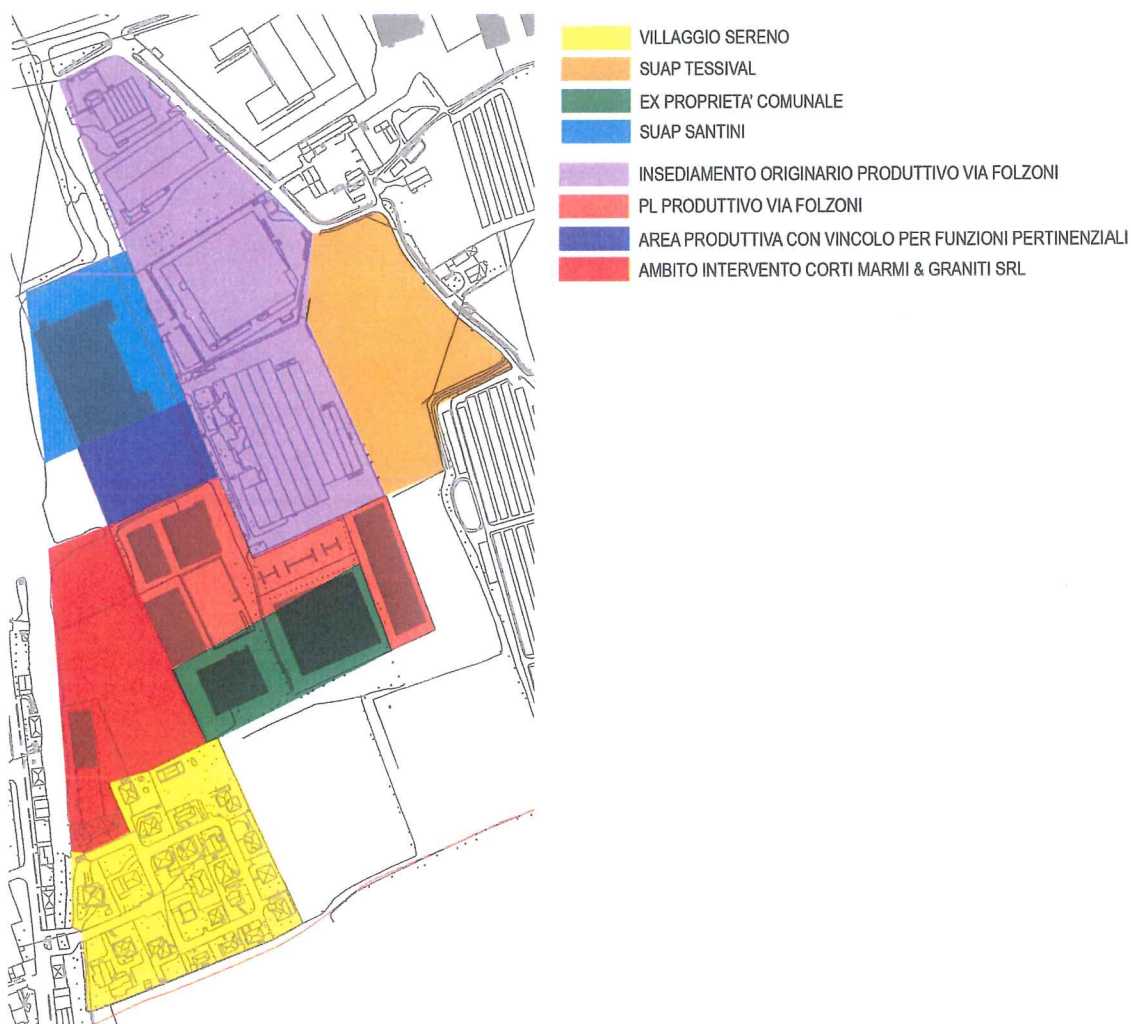 VILLAGGIO SERENO
SUAP TESSIVAL
EX PROPRIETA' COMUNALE
SUAP SANTINI
INSEDIAMENTO ORIGINARIO PRODUTTIVO VIA FOLZONI
PL PRODUTTIVO VIA FOLZONI
AREA PRODUTTIVA CON VINCOLO PER FUNZIONI PERTINENZIALI
AMBITO INTERVENTO CORTI MARMI & GRANITI SRL